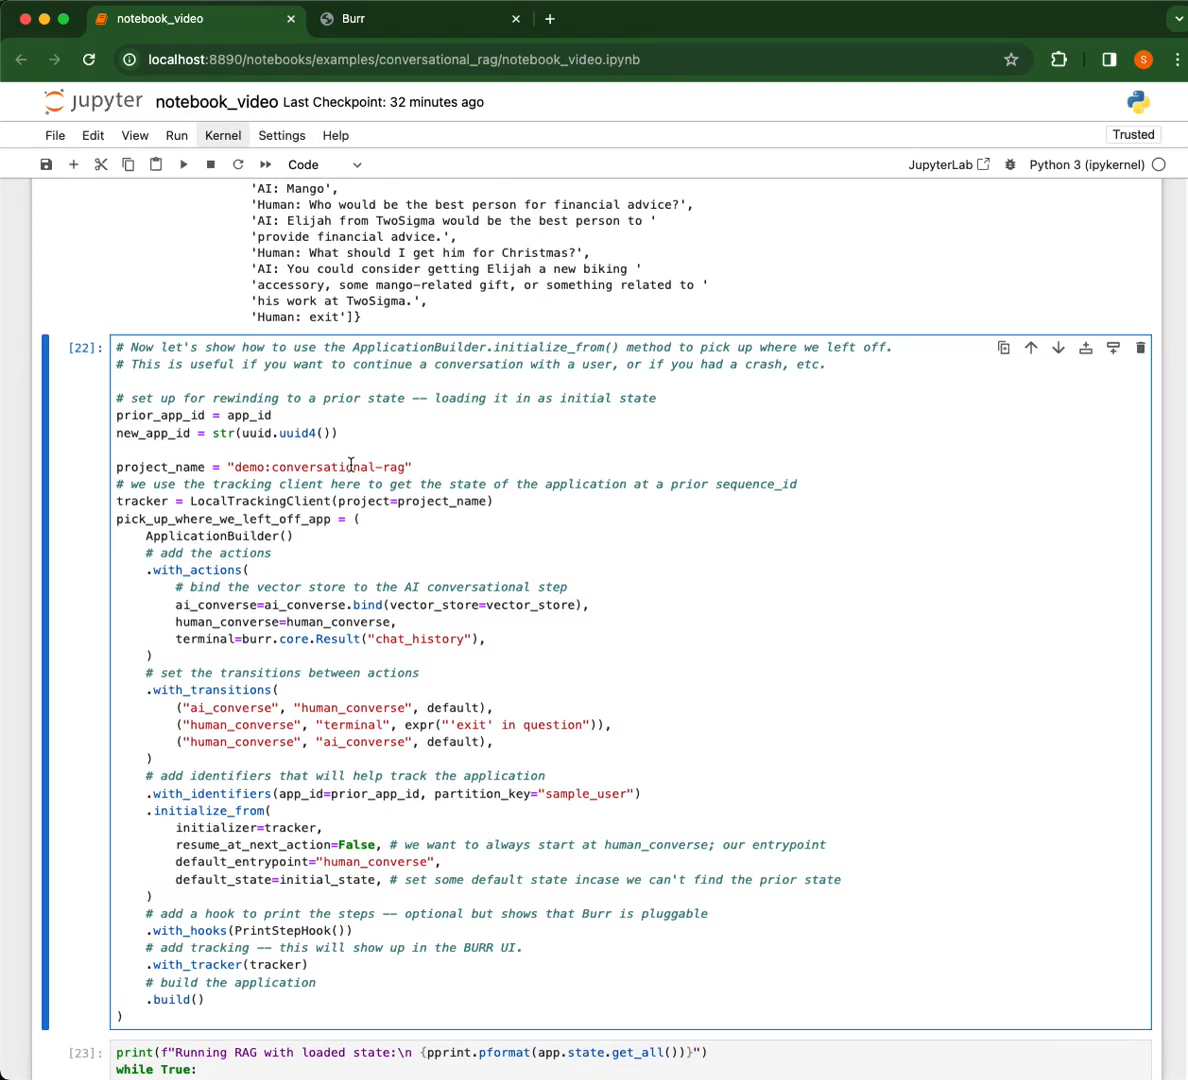 notebook_video
Burr
localhost:8890/notebooks/examples/conversational_rag/notebook_video.ipynb
S
jupyter notebook_video Last Checkpoint: 32 minutes ago
File Edit View Run Kernel Settings Help
Trusted
Code
JupyterLab
Python 3 (ipykernel)
'AI: Mango',
'Human: Who would be the best person for financial advice?',
'AI: Elijah from TwoSigma would be the best person to '
'provide financial advice.',
'Human: What should I get him for Christmas?',
'AI: You could consider getting Elijah a new biking '
'accessory, some mango-related gift, or something related to '
'his work at TwoSigma.',
'Human: exit']}
[22]:
# Now let's show how to use the ApplicationBuilder.initialize_from() method to pick up where we left off.
# This is useful if you want to continue a conversation with a user, or if you had a crash, etc.
# set up for rewinding to a prior state -- loading it in as initial state
prior_app_id = app_id
new_app_id = str(uuid.uuid4())
project_name = "demo:conversational-rag"
# we use the tracking client here to get the state of the application at a prior sequence_id
tracker = LocalTrackingClient(project=project_name)
pick_up_where_we_left_off_app = (
    ApplicationBuilder()
    # add the actions
    .with_actions(
        # bind the vector store to the AI conversational step
        ai_converse=ai_converse.bind(vector_store=vector_store),
        human_converse=human_converse,
        terminal=burr.core.Result("chat_history"),
    )
    # set the transitions between actions
    .with_transitions(
        ("ai_converse", "human_converse", default),
        ("human_converse", "terminal", expr("'exit' in question")),
        ("human_converse", "ai_converse", default),
    )
    # add identifiers that will help track the application
    .with_identifiers(app_id=prior_app_id, partition_key="sample_user")
    .initialize_from(
        initializer=tracker,
        resume_at_next_action=False, # we want to always start at human_converse; our entrypoint
        default_entrypoint="human_converse",
        default_state=initial_state, # set some default state incase we can't find the prior state
    )
    # add a hook to print the steps -- optional but shows that Burr is pluggable
    .with_hooks(PrintStepHook())
    # add tracking -- this will show up in the BURR UI.
    .with_tracker(tracker)
    # build the application
    .build()
)
[23]:
print(f"Running RAG with loaded state:\n {pprint.pformat(app.state.get_all())}")
while True: